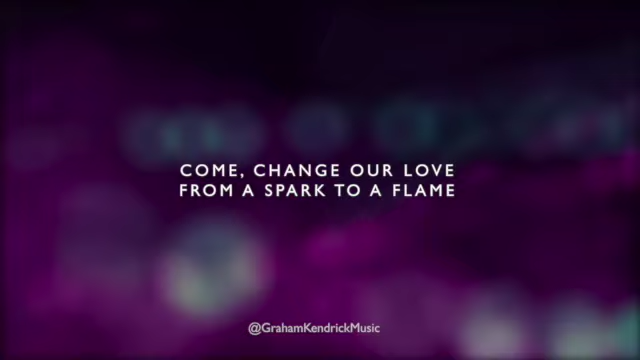 COME, CHANGE OUR LOVE
FROM A SPARK TO A FLAME
@GrahamKendrickMusic